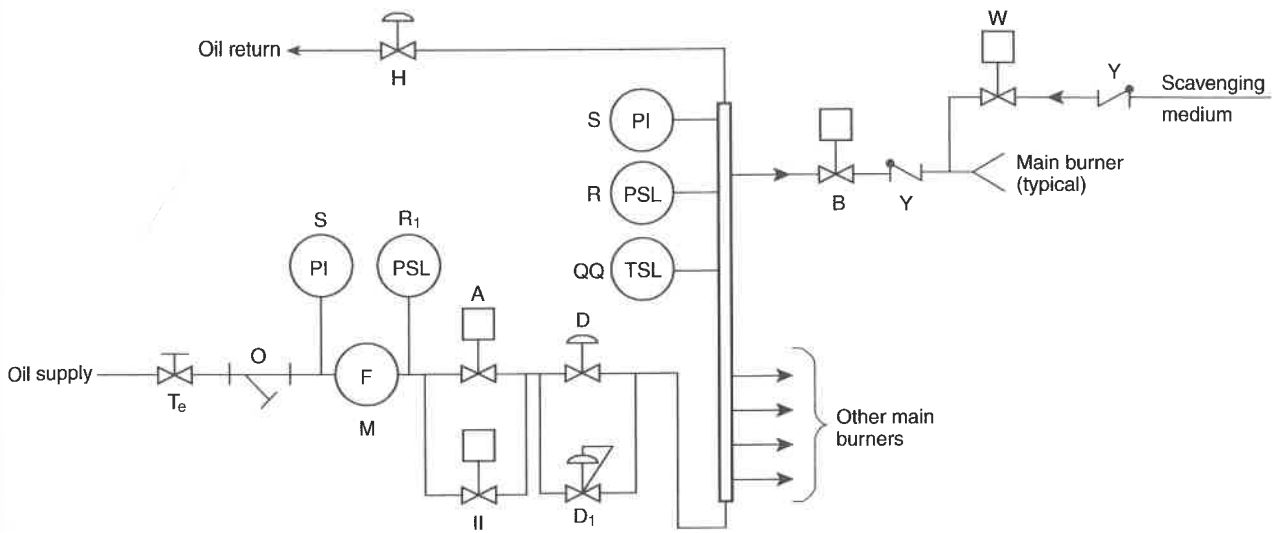 W
Oil return
H
Y
Scavenging
medium
S PI
Main burner
(typical)
R PSL
B
Y
S
R1
QQ TSL
PI
PSL
A
D
O
Oil supply
F
Te
M
Other main
burners
II
D1